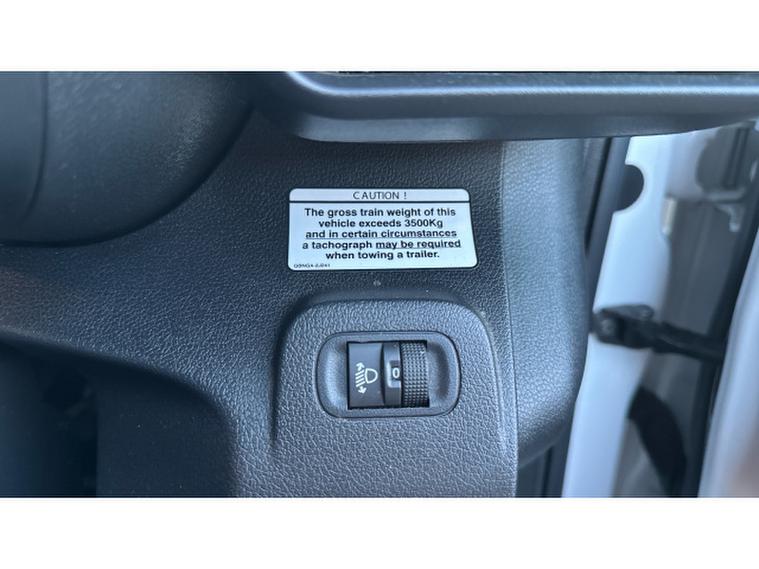 CAUTION !
The gross train weight of this
vehicle exceeds 3500Kg
and in certain circumstances
a tachograph may be required
when towing a trailer.
0